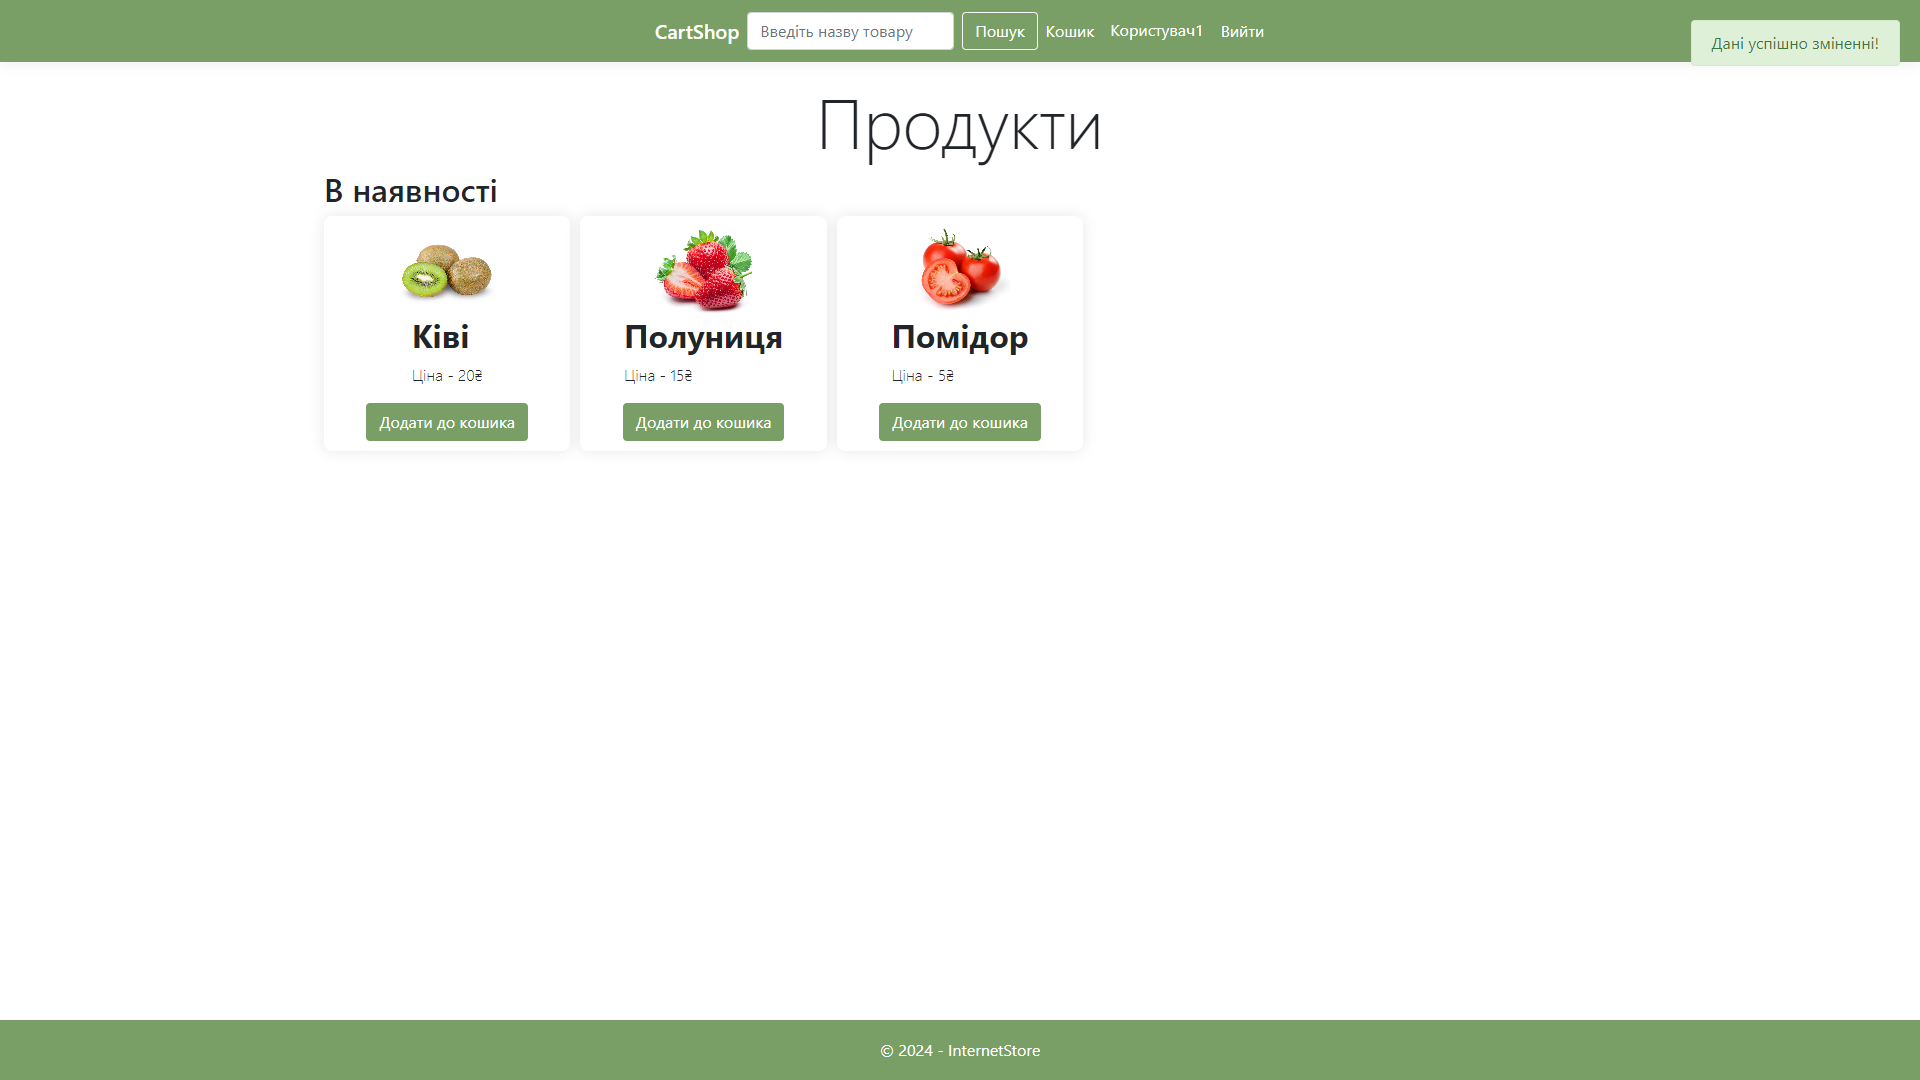 CartShop Введіть назву товару Пошук Кошик Користувач1 Вийти
Дані успішно зміненні!
Продукти
В наявності
Ківі
Ціна - 20₴
Додати до кошика
Полуниця
Ціна - 15₴
Додати до кошика
Помідор
Ціна - 5₴
Додати до кошика
© 2024 - InternetStore